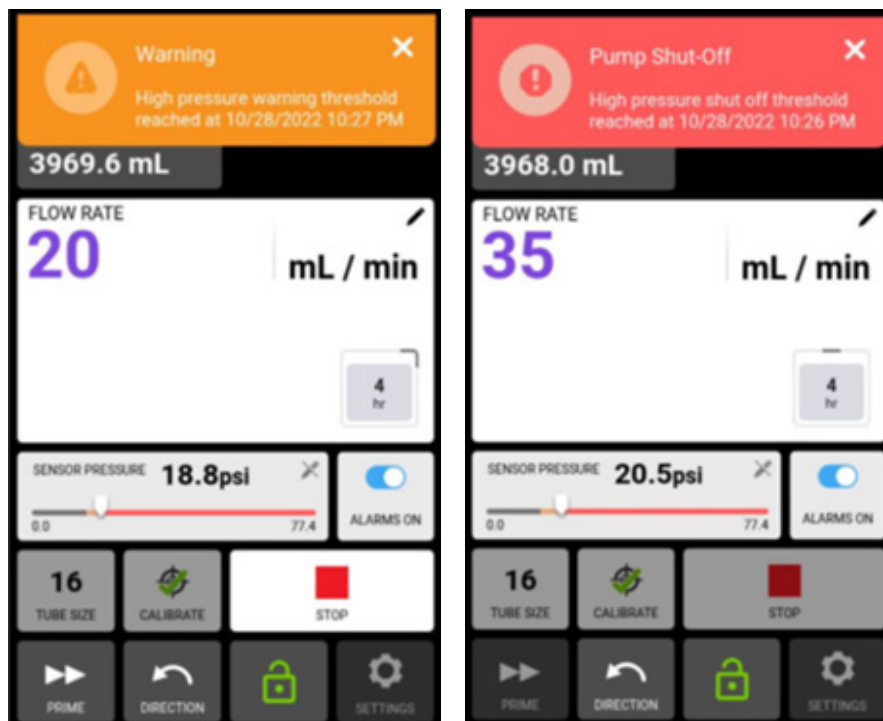 Warning
High pressure warning threshold
reached at 10/28/2022 10:27 PM
3969.6 mL
FLOW RATE
20
mL / min
4
hr
SENSOR PRESSURE 18.8psi
0.0 77.4
ALARMS ON
16
TUBE SIZE
CALIBRATE
STOP
PRIME
DIRECTION
SETTINGS
Pump Shut-Off
High pressure shut off threshold
reached at 10/28/2022 10:26 PM
3968.0 mL
FLOW RATE
35
mL / min
4
hr
SENSOR PRESSURE 20.5psi
0.0 77.4
ALARMS ON
16
TUBE SIZE
CALIBRATE
STOP
PRIME
DIRECTION
SETTINGS